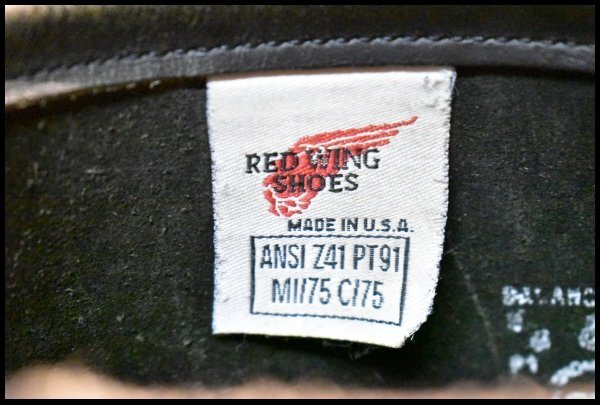 RED WING
SHOES
MADE IN U.S.A.
ANSI Z41 PT91
MI/75 C/75